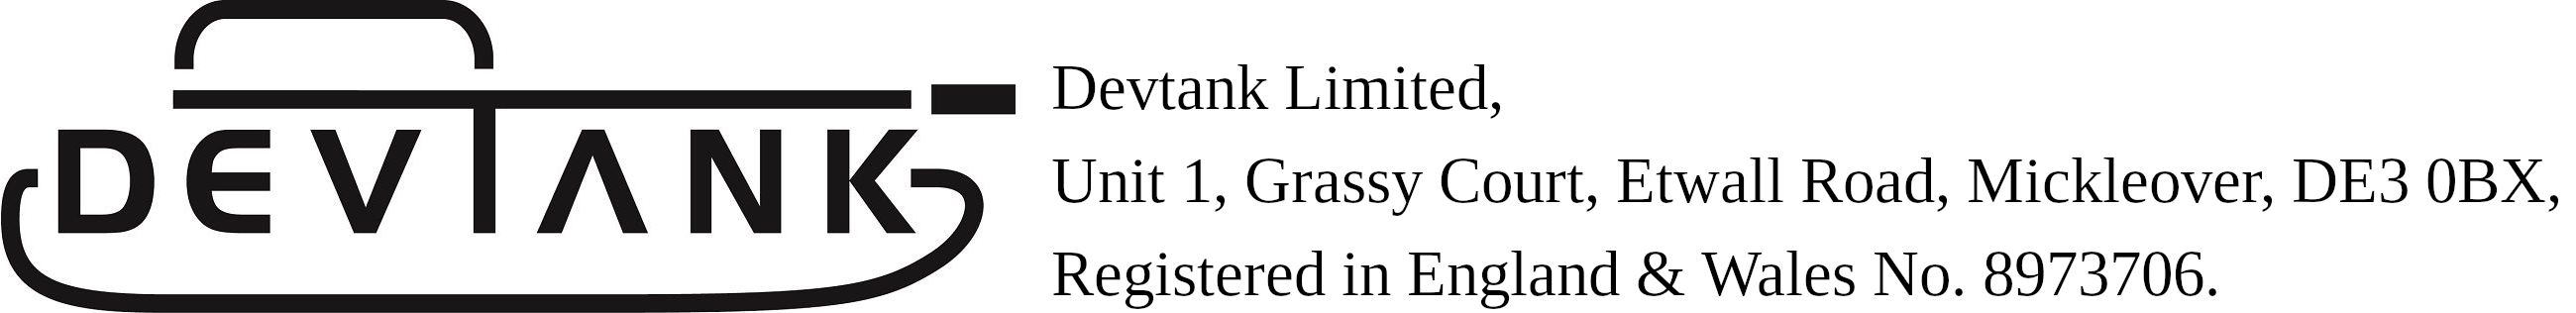 DEVTANK
Devtank Limited,
Unit 1, Grassy Court, Etwall Road, Mickleover, DE3 0BX,
Registered in England & Wales No. 8973706.